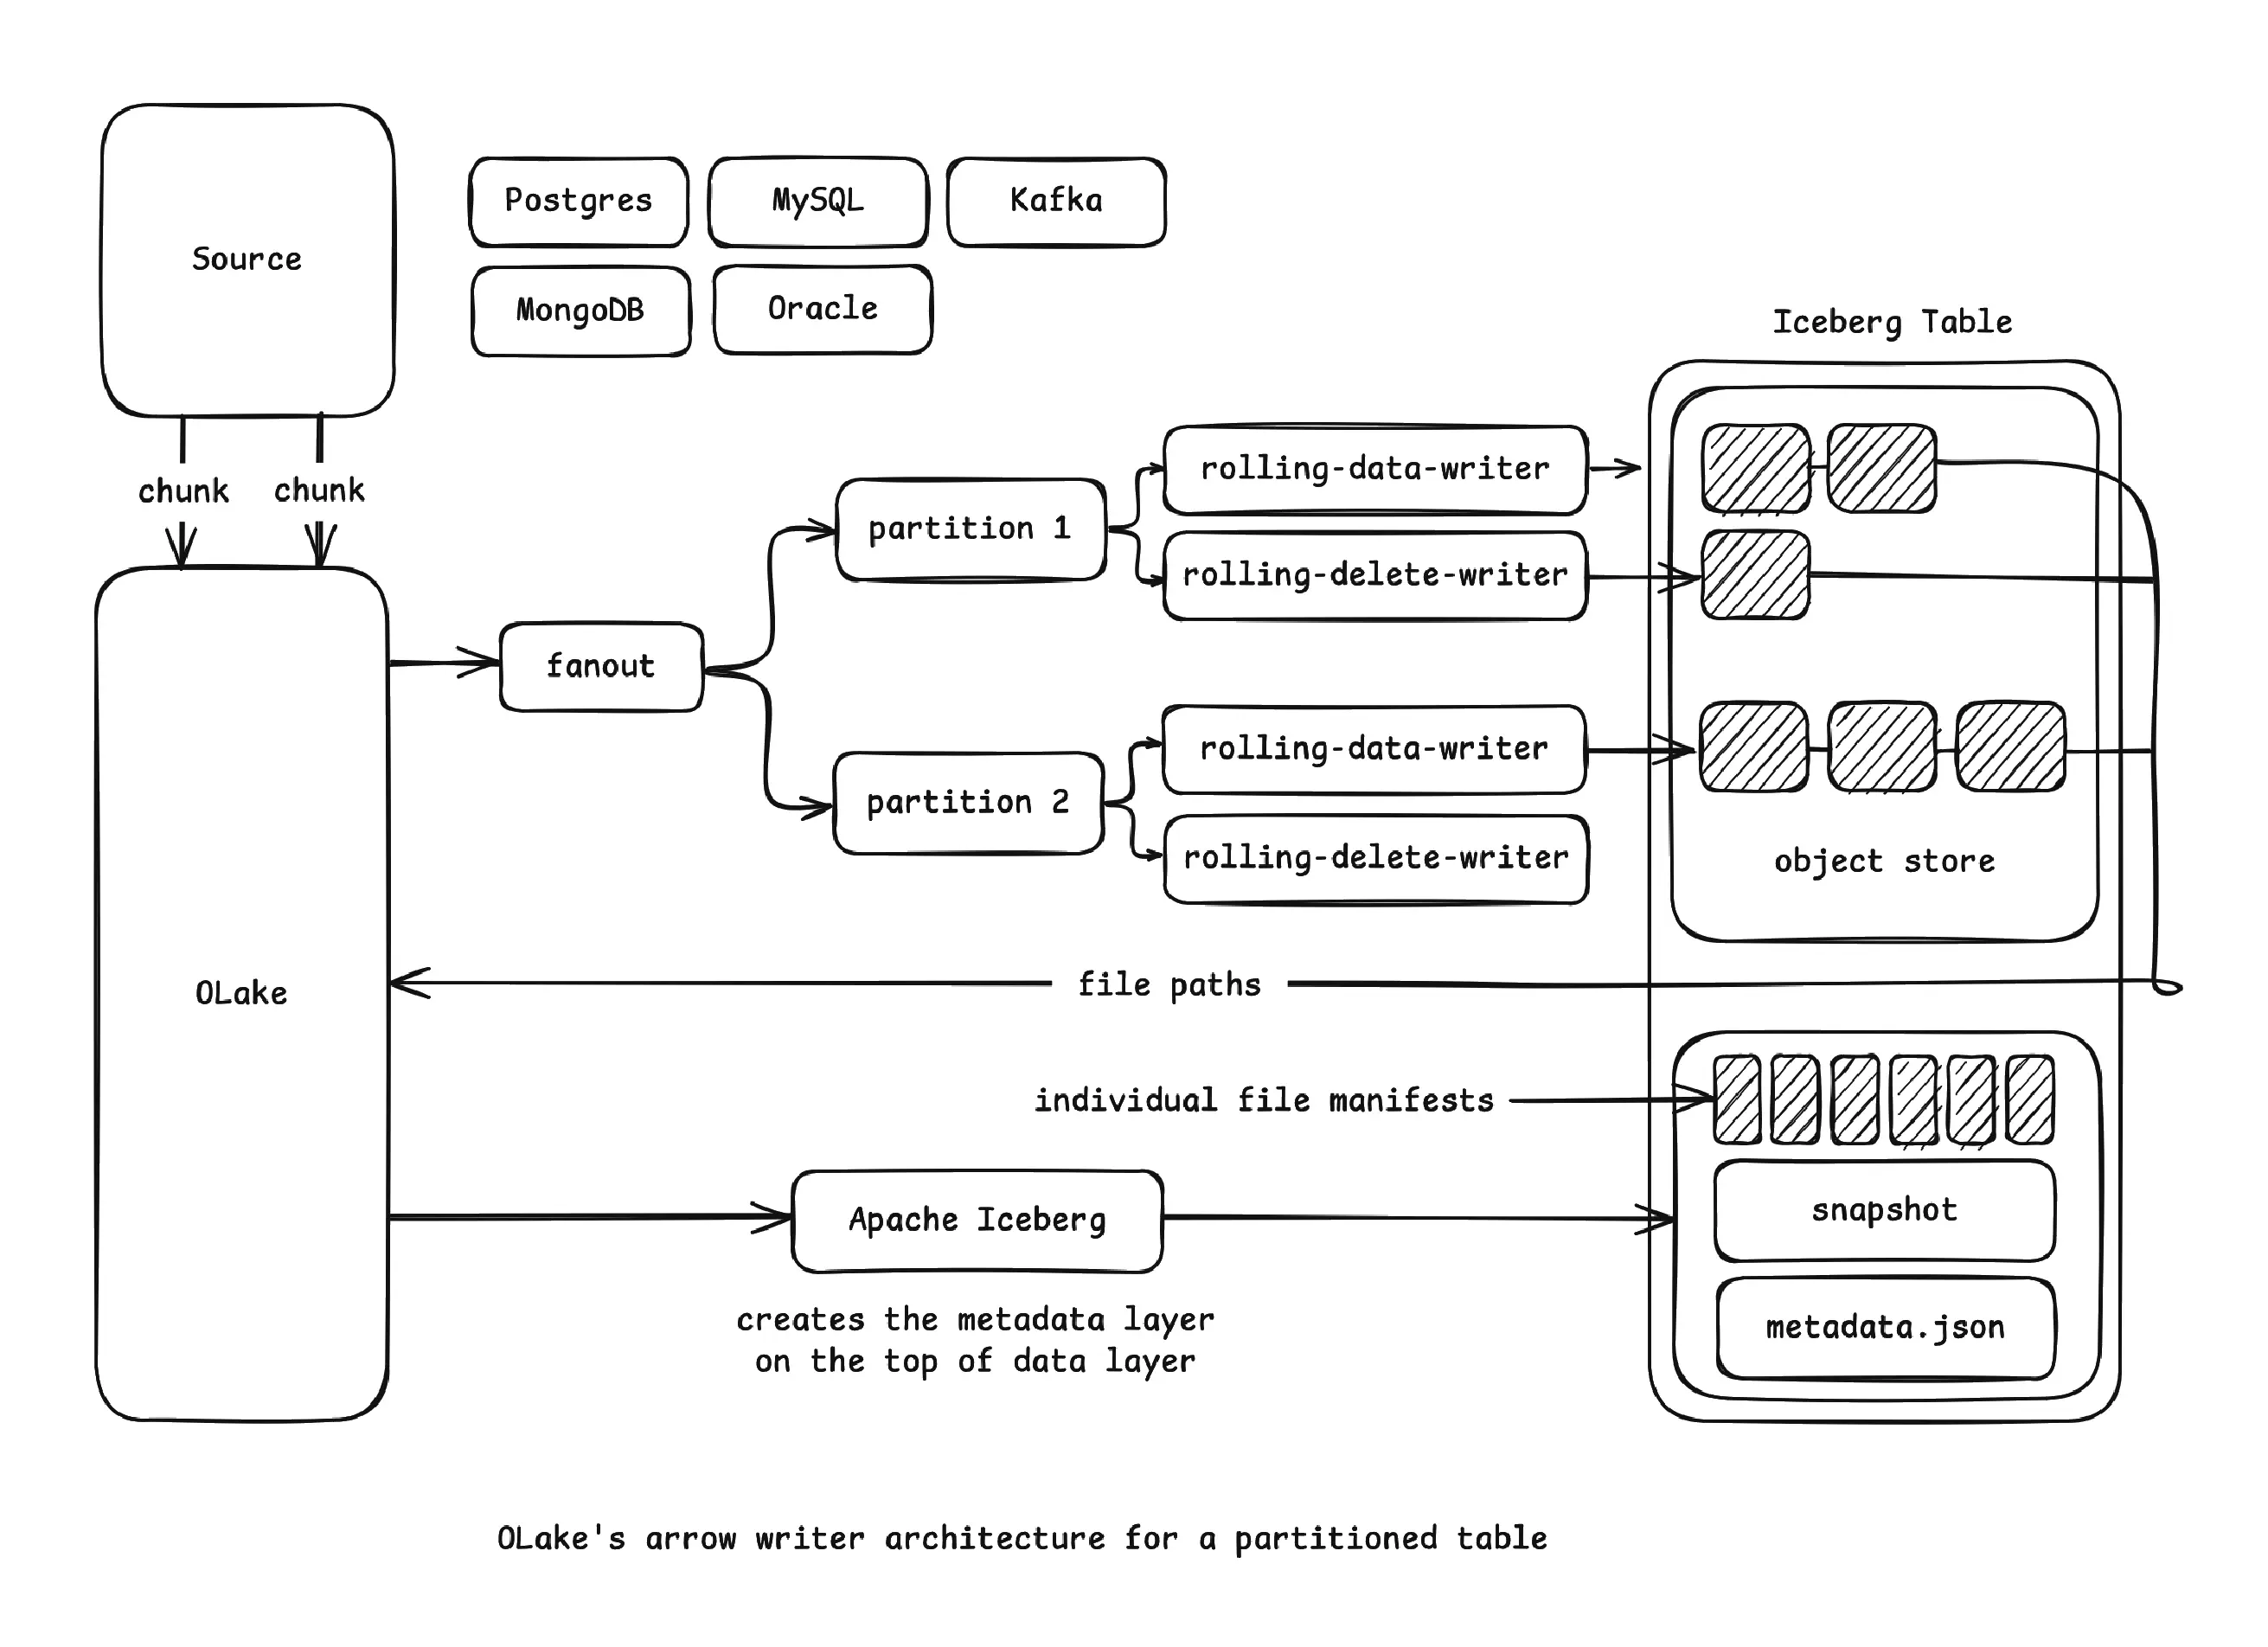 Source
Postgres
MySQL
Kafka
MongoDB
Oracle
chunk
chunk
OLake
fanout
partition 1
rolling-data-writer
rolling-delete-writer
partition 2
rolling-data-writer
rolling-delete-writer
Iceberg Table
object store
file paths
individual file manifests
Apache Iceberg
creates the metadata layer
on the top of data layer
snapshot
metadata.json
OLake's arrow writer architecture for a partitioned table